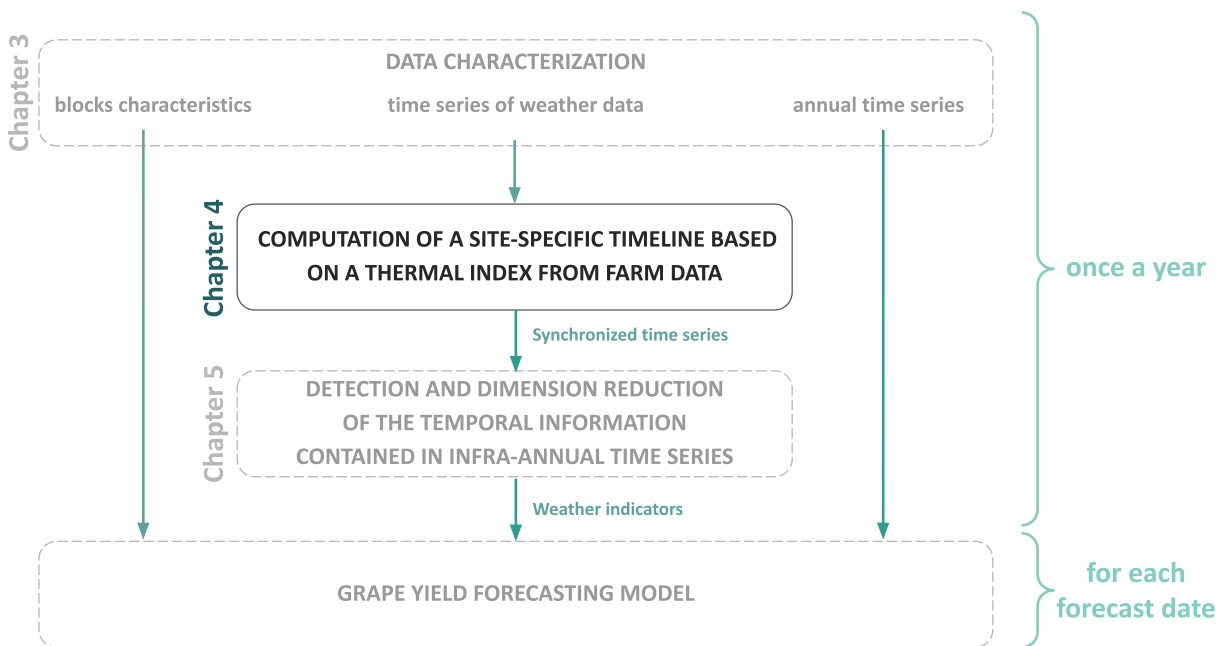 Chapter 3
DATA CHARACTERIZATION
blocks characteristics
time series of weather data
annual time series
Chapter 4
COMPUTATION OF A SITE-SPECIFIC TIMELINE BASED
ON A THERMAL INDEX FROM FARM DATA
once a year
Synchronized time series
Chapter 5
DETECTION AND DIMENSION REDUCTION
OF THE TEMPORAL INFORMATION
CONTAINED IN INFRA-ANNUAL TIME SERIES
Weather indicators
GRAPE YIELD FORECASTING MODEL
for each
forecast date